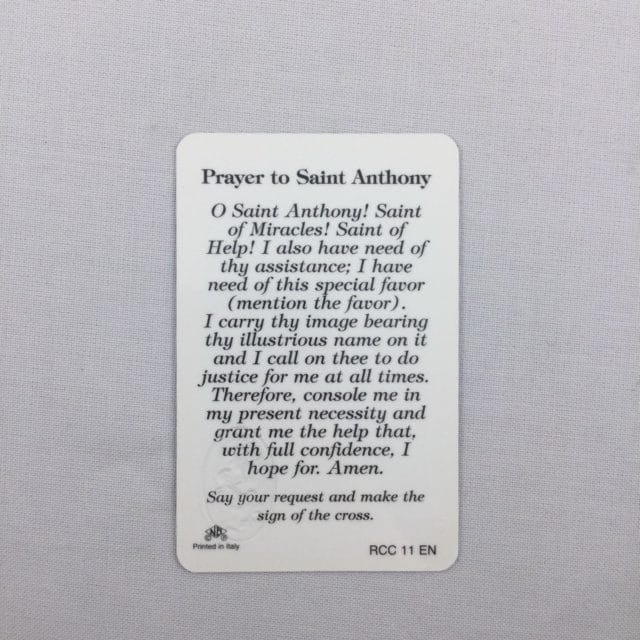 Prayer to Saint Anthony
O Saint Anthony! Saint
of Miracles! Saint of
Help! I also have need of
thy assistance; I have
need of this special favor
(mention the favor).
I carry thy image bearing
thy illustrious name on it
and I call on thee to do
justice for me at all times.
Therefore, console me in
my present necessity and
grant me the help that,
with full confidence, I
hope for. Amen.
Say your request and make the
sign of the cross.
Printed in Italy
RCC 11 EN